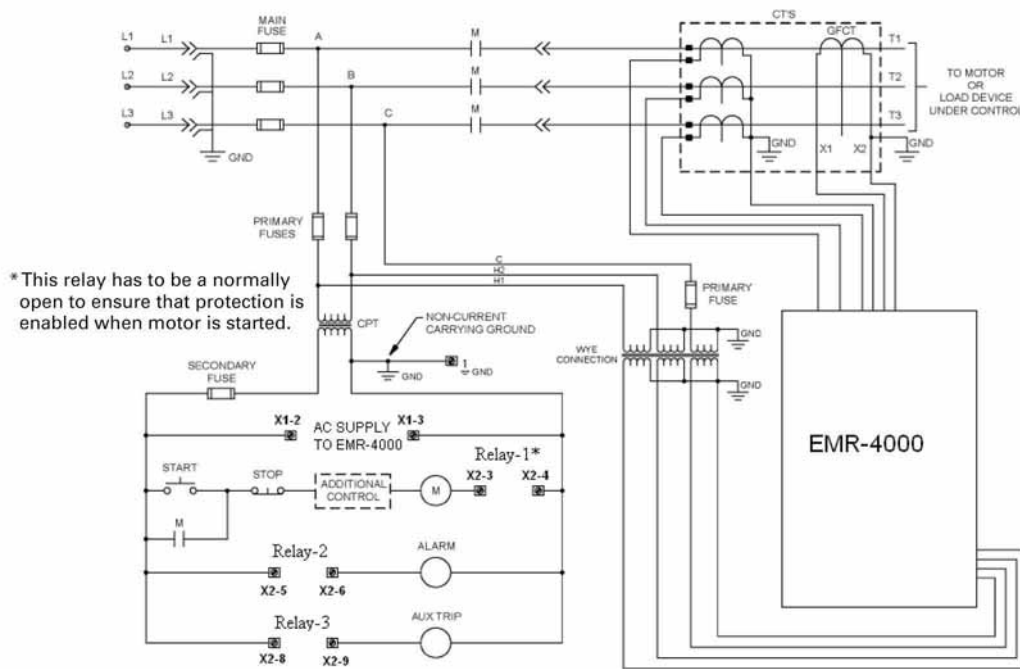 CT'S
MAIN
FUSE
GFCT
L1 L1 A M T1
L2 L2 B M T2
L3 L3 C M T3
TO MOTOR
OR
LOAD DEVICE
UNDER CONTROL
GND
GND
X1 X2
GND
PRIMARY
FUSES
C
H2
H1
PRIMARY
FUSE
* This relay has to be a normally
open to ensure that protection is
enabled when motor is started.
CPT
NON-CURRENT
CARRYING GROUND
GND
1
GND
WYE
CONNECTION
GND
GND
SECONDARY
FUSE
X1-2
X1-3
AC SUPPLY
TO EMR-4000
EMR-4000
Relay-1*
START
STOP
ADDITIONAL
CONTROL
M
X2-3
X2-4
M
Relay-2
ALARM
X2-5
X2-6
Relay-3
AUX TRIP
X2-8
X2-9